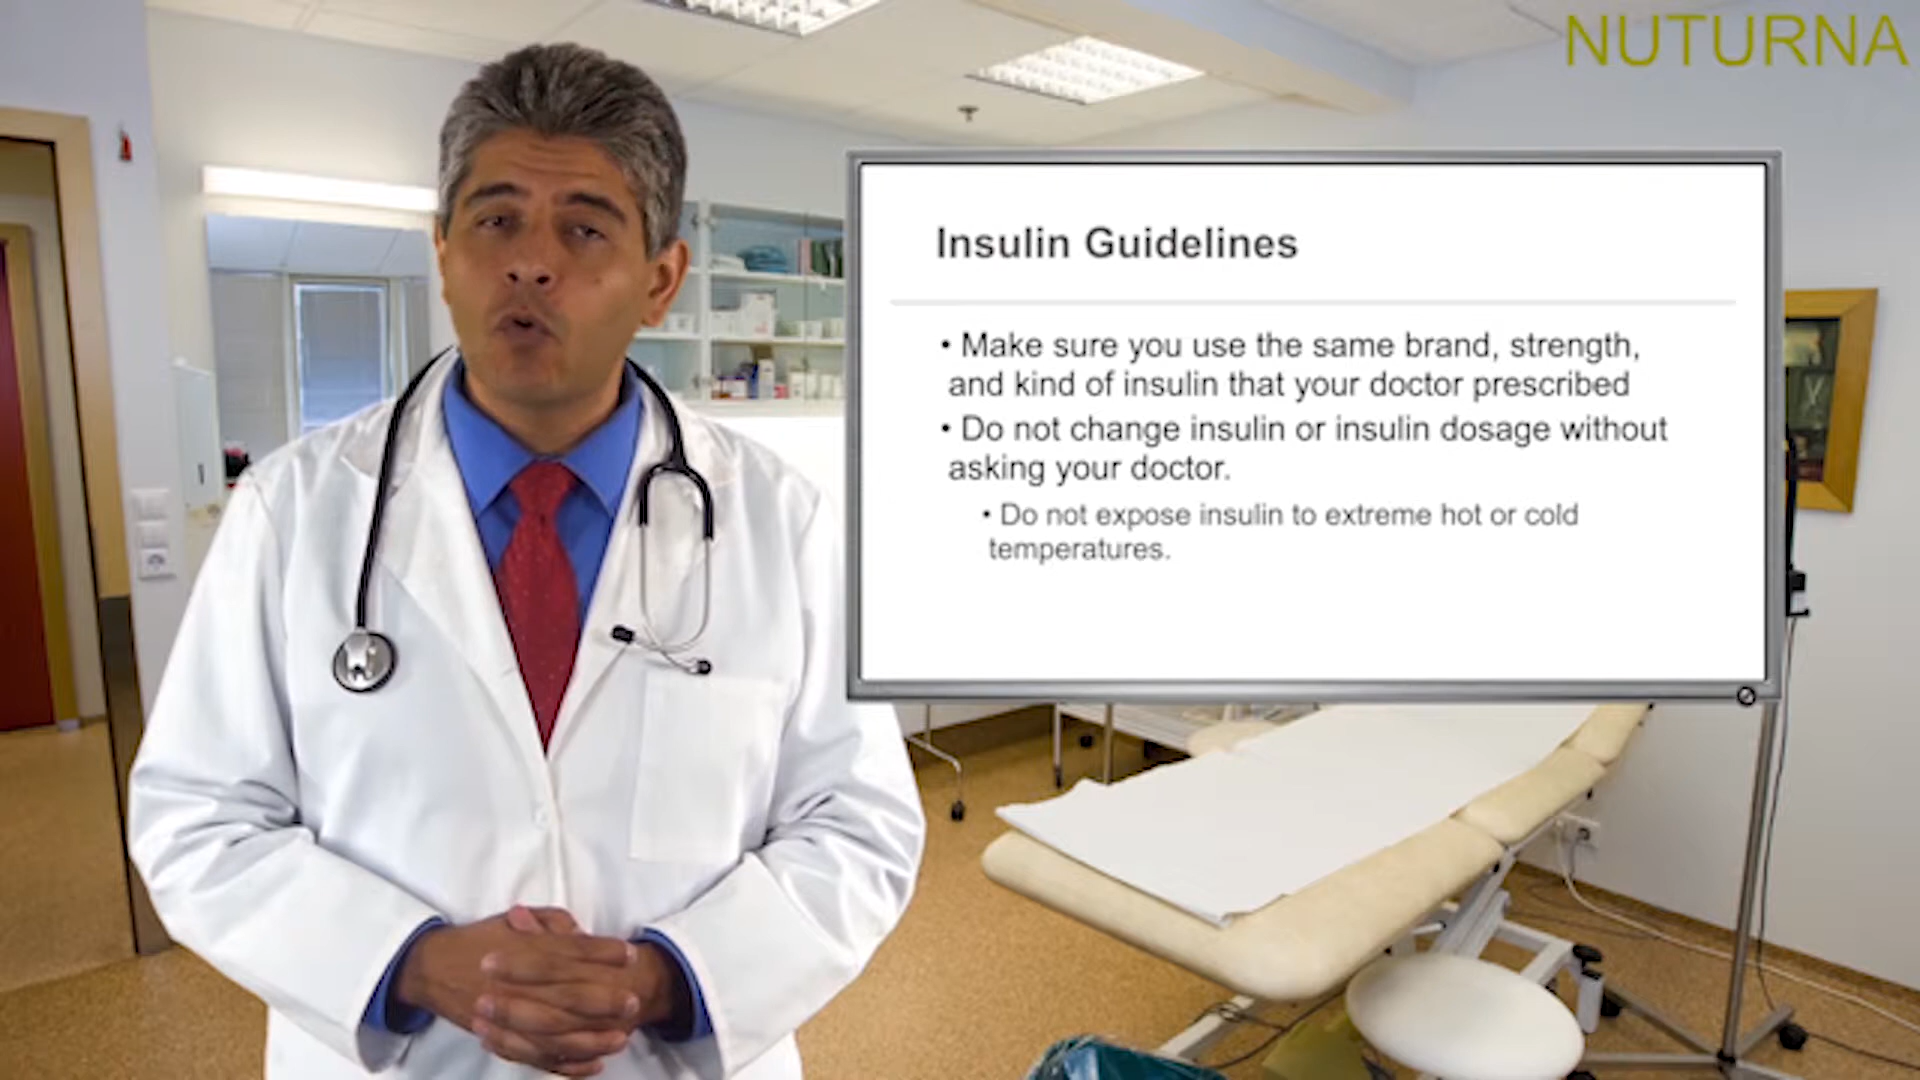 NUTURNA
Insulin Guidelines
• Make sure you use the same brand, strength,
and kind of insulin that your doctor prescribed
• Do not change insulin or insulin dosage without
asking your doctor.
• Do not expose insulin to extreme hot or cold
temperatures.